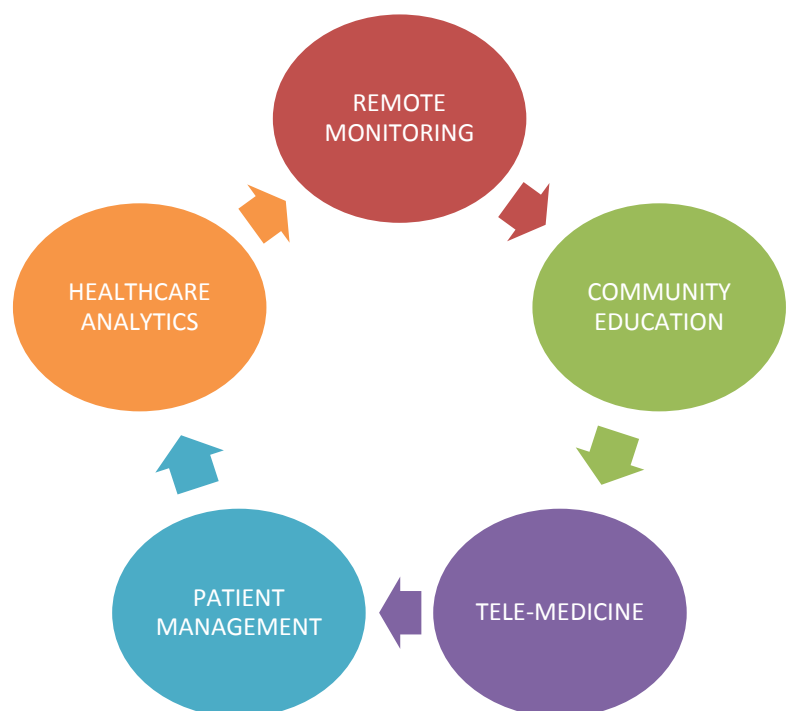 REMOTE
MONITORING
COMMUNITY
EDUCATION
TELE-MEDICINE
PATIENT
MANAGEMENT
HEALTHCARE
ANALYTICS